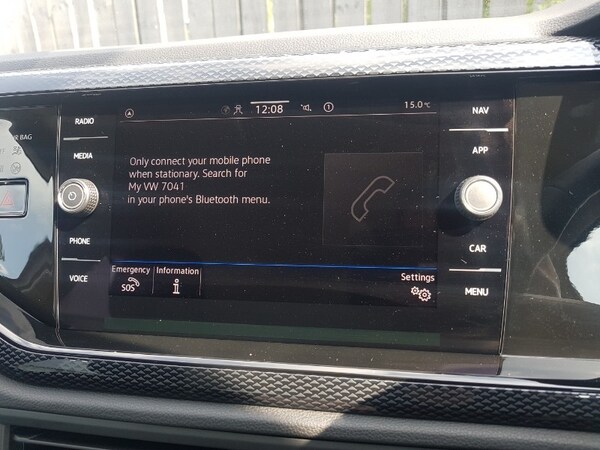 RADIO
MEDIA
PHONE
VOICE
12:08
15.0°C
Only connect your mobile phone
when stationary. Search for
My VW 7041
in your phone's Bluetooth menu.
Emergency
SOS
Information
Settings
NAV
APP
CAR
MENU
BAG